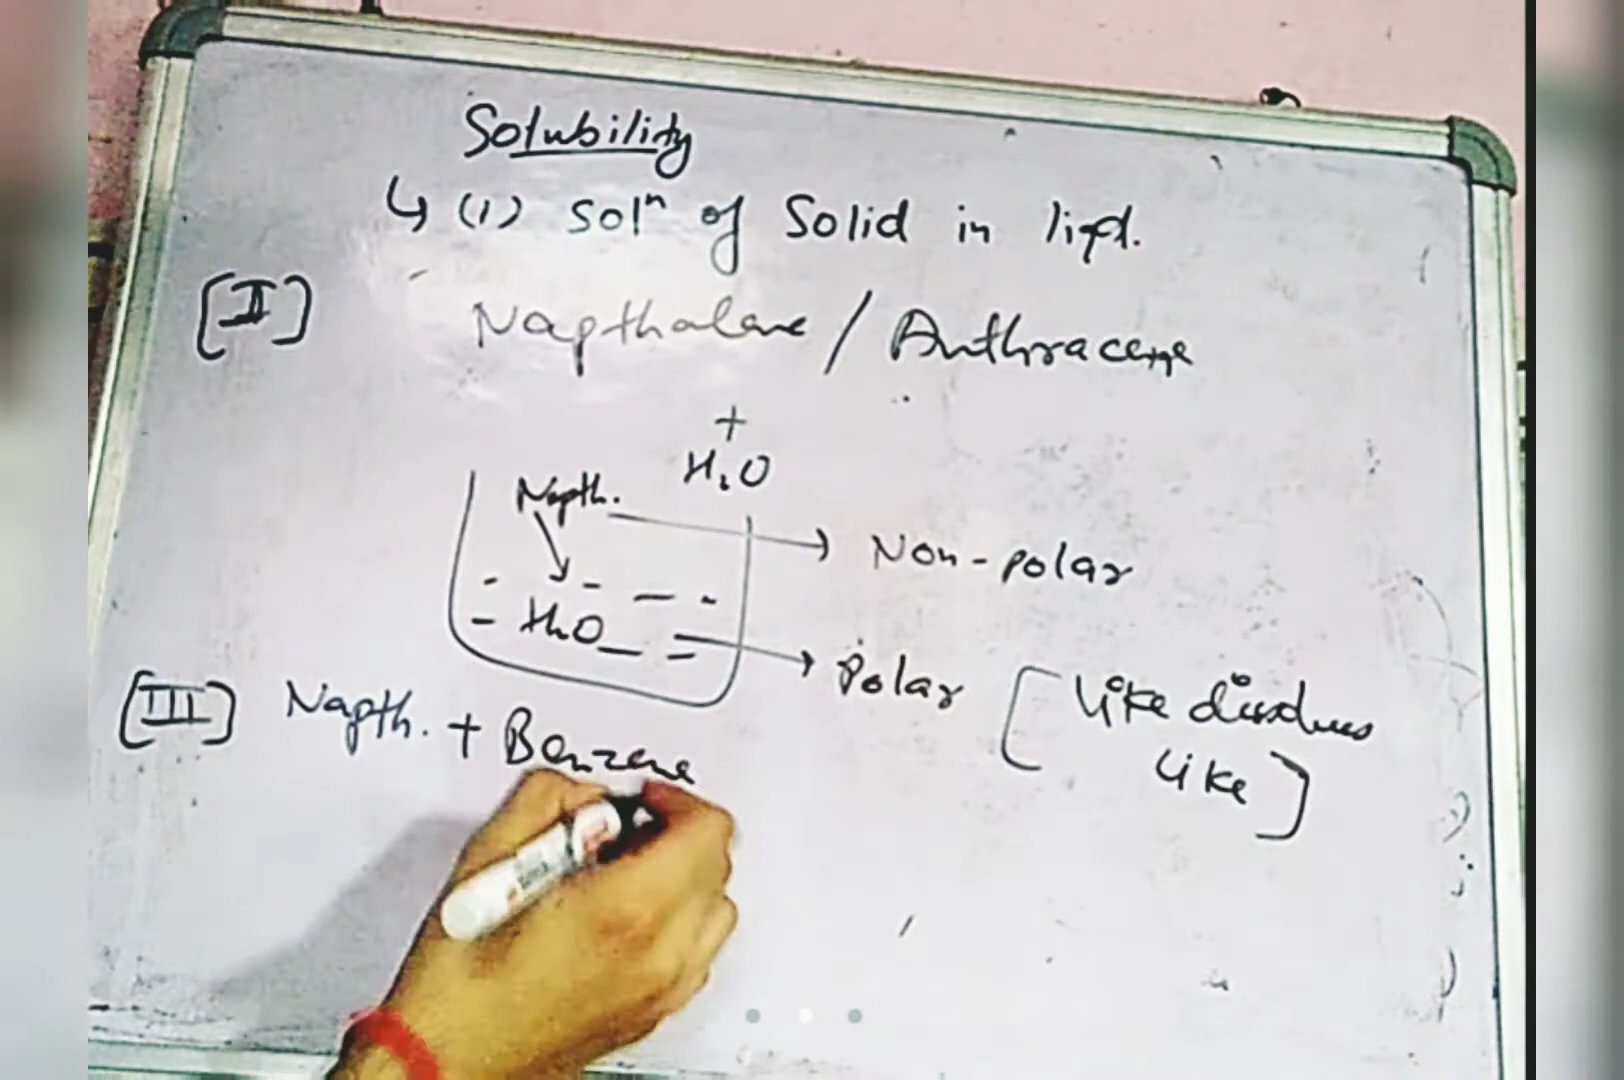 Solubility
↳ (1) Solⁿ of Solid in liqd.
[II] Napthalene / Anthracene
+
H₂O
Napth.
→ Non-polar
H₂O
→ Polar [like dissolves
like]
[III] Napth. + Benzene